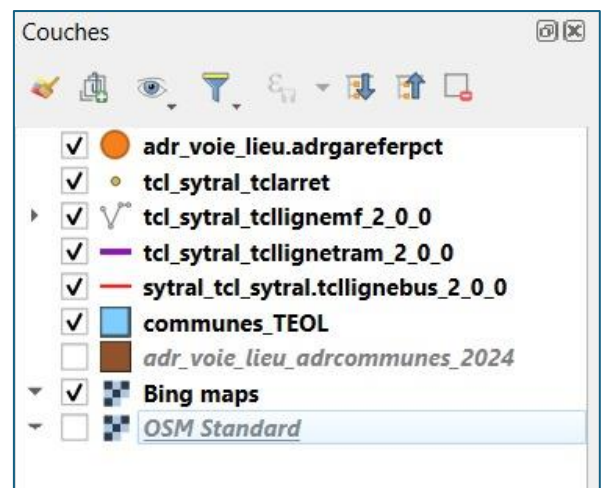 Couches
adr_voie_lieu.adrgareferpct
tcl_sytral_tclarret
tcl_sytral_tcllignemf_2_0_0
tcl_sytral_tcllignetram_2_0_0
sytral_tcl_sytral.tcllignebus_2_0_0
communes_TEOL
adr_voie_lieu_adrcommunes_2024
Bing maps
OSM Standard